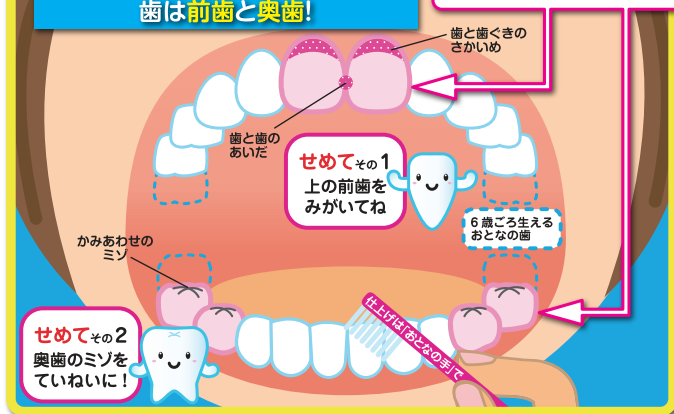 歯は前歯と奥歯!
歯と歯ぐきの
さかいめ
歯と歯の
あいだ
せめてその1
上の前歯を
みがいてね
6歳ごろ生える
おとなの歯
かみあわせの
ミゾ
せめてその2
奥歯のミゾを
ていねいに！
仕上げは「おとなの手」で